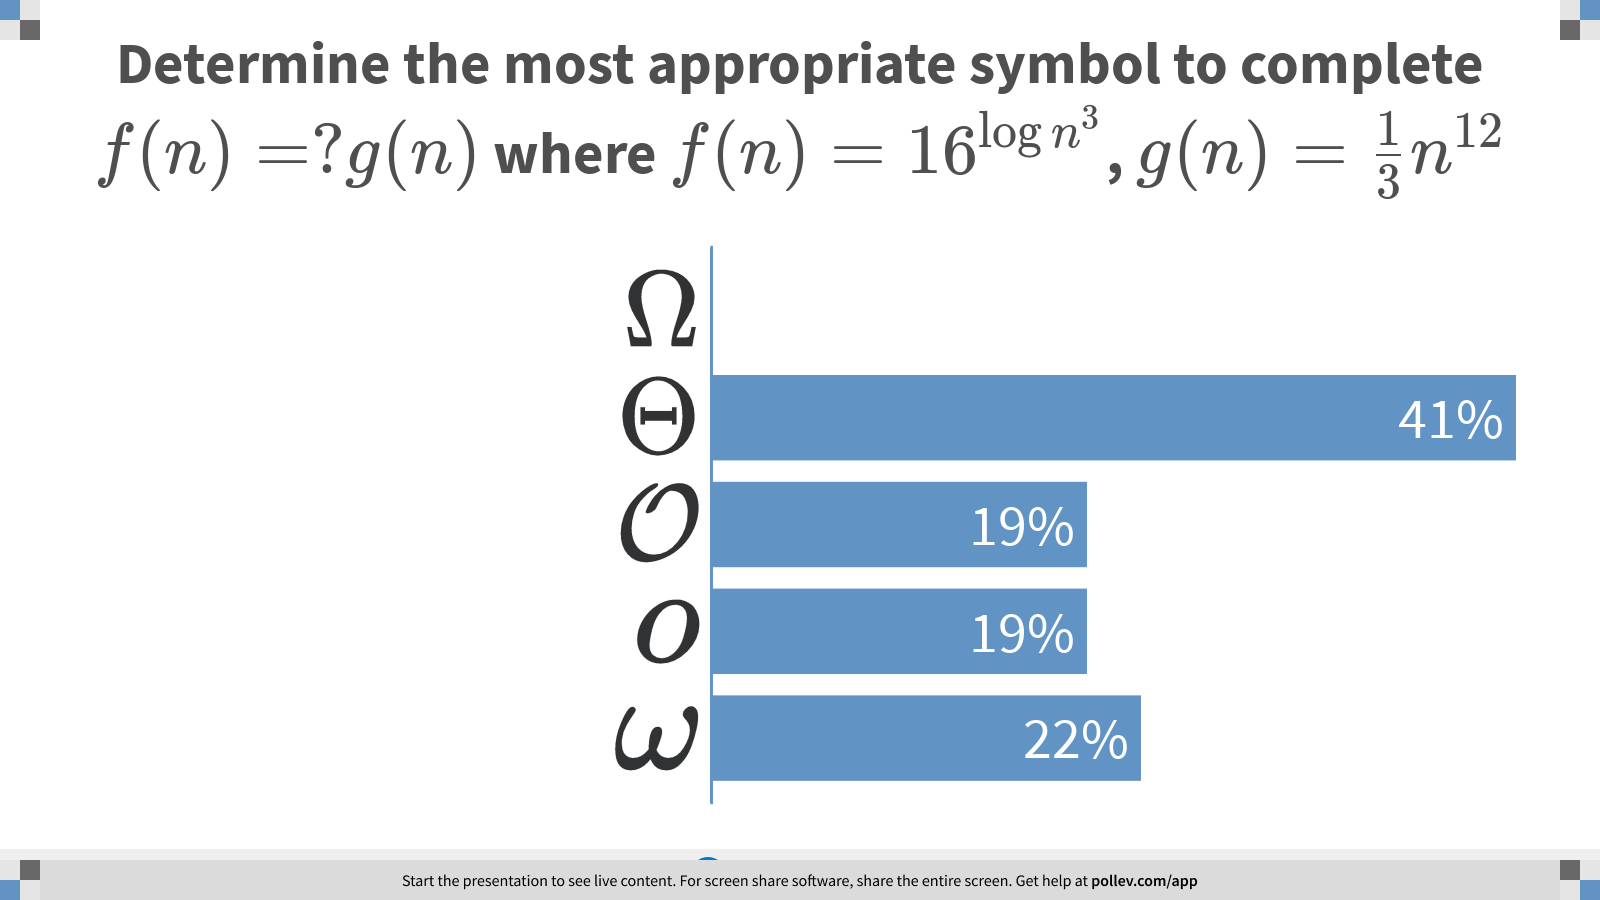 Determine the most appropriate symbol to complete
f(n) =?g(n) where f(n) = 16^{log n^3}, g(n) = \frac{1}{3}n^{12}
Ω
Θ 41%
𝒪 19%
o 19%
ω 22%
Start the presentation to see live content. For screen share software, share the entire screen. Get help at pollev.com/app